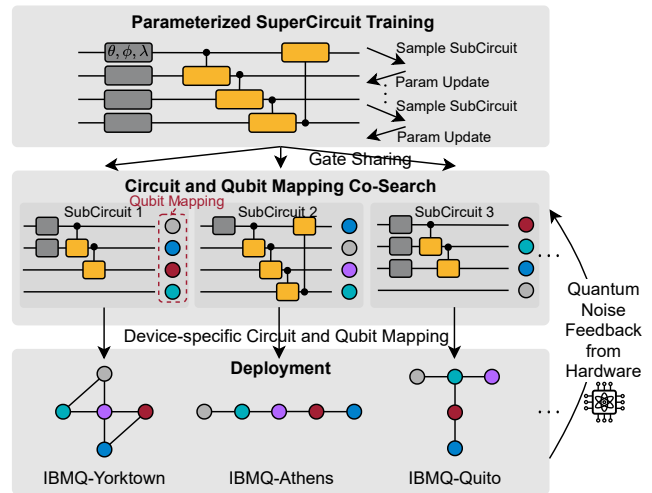 Parameterized SuperCircuit Training
θ, ϕ, λ
Sample SubCircuit
Param Update
Sample SubCircuit
Param Update
Gate Sharing
Circuit and Qubit Mapping Co-Search
Qubit Mapping
SubCircuit 1
SubCircuit 2
SubCircuit 3
Quantum
Noise
Feedback
from
Hardware
Device-specific Circuit and Qubit Mapping
Deployment
IBMQ-Yorktown
IBMQ-Athens
IBMQ-Quito